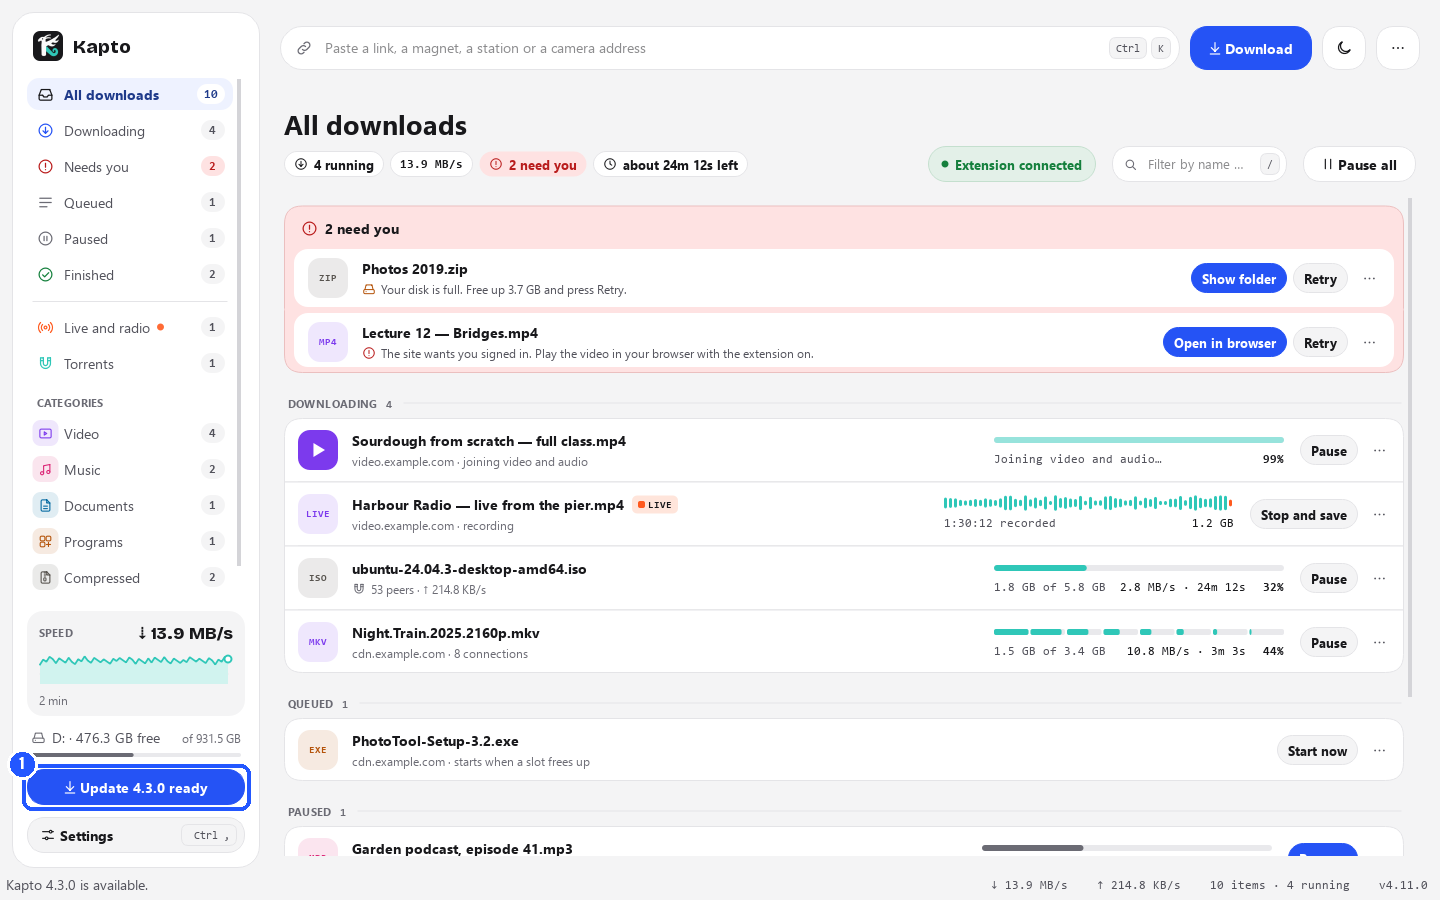 Kapto
All downloads 10
Downloading 4
Needs you 2
Queued 1
Paused 1
Finished 2
Live and radio 1
Torrents 1
CATEGORIES
Video 4
Music 2
Documents 1
Programs 1
Compressed 2
SPEED ↓ 13.9 MB/s
2 min
D: · 476.3 GB free of 931.5 GB
1
Update 4.3.0 ready
Settings Ctrl ,
Paste a link, a magnet, a station or a camera address Ctrl K
Download
All downloads
4 running 13.9 MB/s 2 need you about 24m 12s left
Extension connected Filter by name ... / Pause all
2 need you
ZIP
Photos 2019.zip
Your disk is full. Free up 3.7 GB and press Retry.
Show folder Retry
MP4
Lecture 12 — Bridges.mp4
The site wants you signed in. Play the video in your browser with the extension on.
Open in browser Retry
DOWNLOADING 4
Sourdough from scratch — full class.mp4
video.example.com · joining video and audio
Joining video and audio… 99%
Pause
LIVE
Harbour Radio — live from the pier.mp4 LIVE
video.example.com · recording
1:30:12 recorded 1.2 GB
Stop and save
ISO
ubuntu-24.04.3-desktop-amd64.iso
53 peers · ↑ 214.8 KB/s
1.8 GB of 5.8 GB 2.8 MB/s · 24m 12s 32%
Pause
MKV
Night.Train.2025.2160p.mkv
cdn.example.com · 8 connections
1.5 GB of 3.4 GB 10.8 MB/s · 3m 3s 44%
Pause
QUEUED 1
EXE
PhotoTool-Setup-3.2.exe
cdn.example.com · starts when a slot frees up
Start now
PAUSED 1
Garden podcast, episode 41.mp3
Kapto 4.3.0 is available.
↓ 13.9 MB/s ↑ 214.8 KB/s 10 items · 4 running v4.11.0